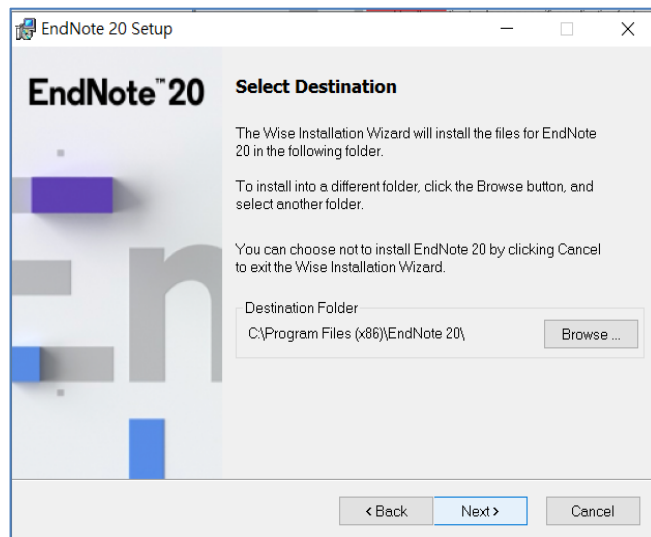 EndNote 20 Setup
EndNote™ 20
Select Destination
The Wise Installation Wizard will install the files for EndNote
20 in the following folder.
To install into a different folder, click the Browse button, and
select another folder.
You can choose not to install EndNote 20 by clicking Cancel
to exit the Wise Installation Wizard.
Destination Folder
C:\Program Files (x86)\EndNote 20\
Browse ...
< Back
Next >
Cancel